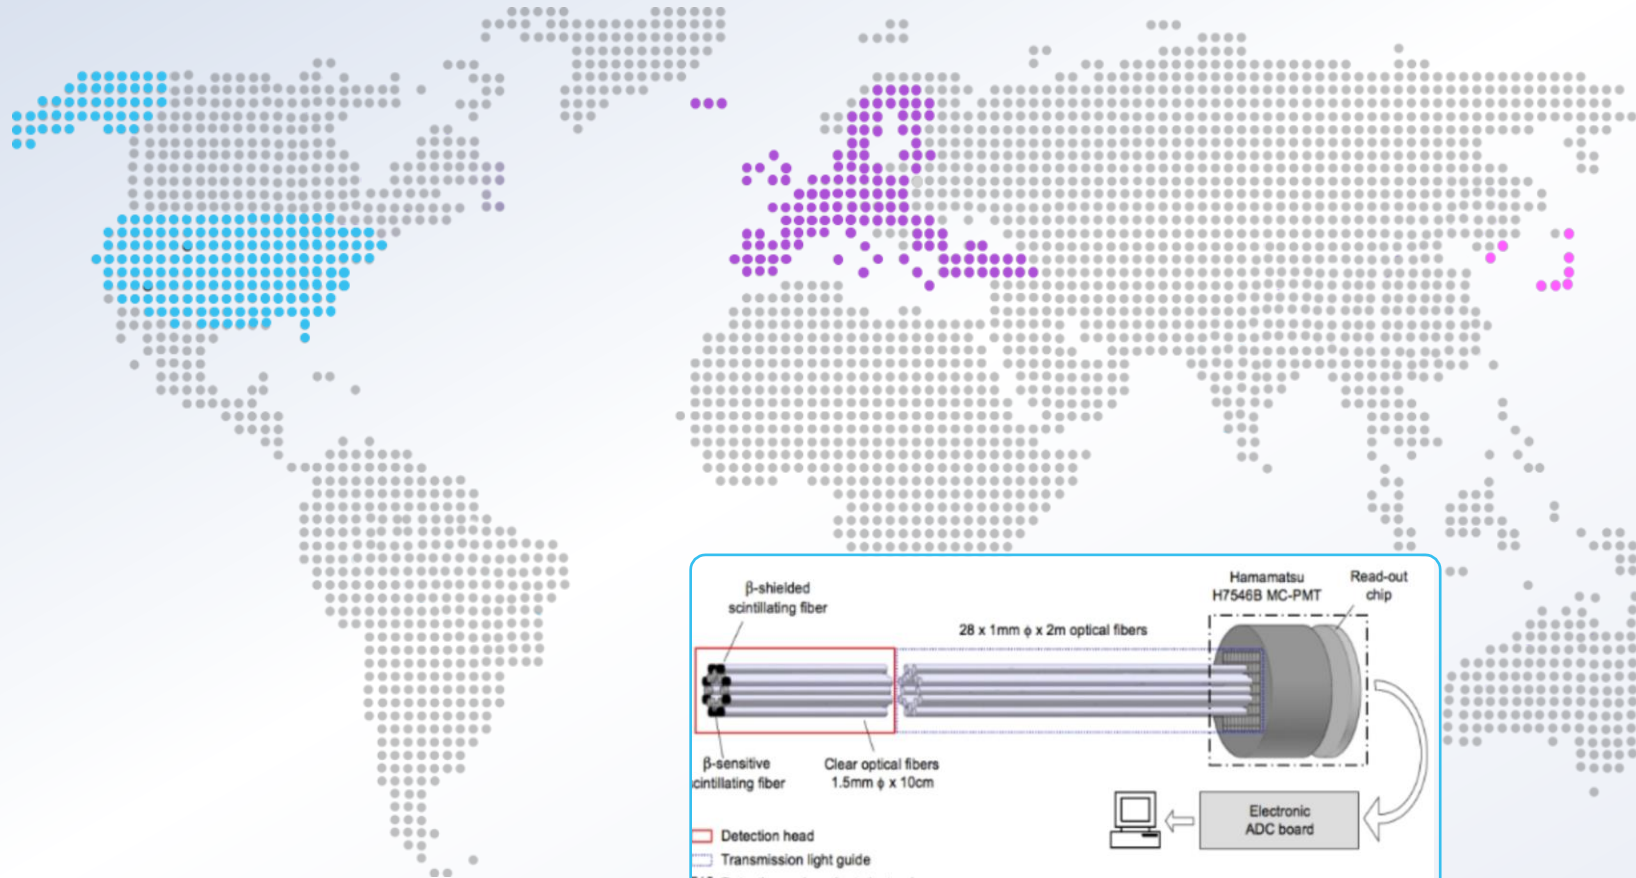 β-shielded
scintillating fiber
Hamamatsu
H7546B MC-PMT
Read-out
chip
28 x 1mm ϕ x 2m optical fibers
β-sensitive
cintillating fiber
Clear optical fibers
1.5mm ϕ x 10cm
Electronic
ADC board
Detection head
Transmission light guide